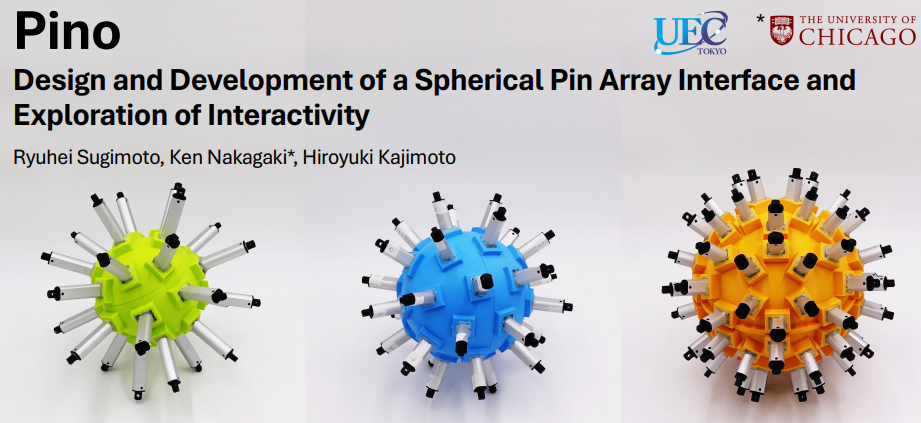 Pino
UEC
TOKYO
* THE UNIVERSITY OF
CHICAGO
Design and Development of a Spherical Pin Array Interface and
Exploration of Interactivity
Ryuhei Sugimoto, Ken Nakagaki*, Hiroyuki Kajimoto